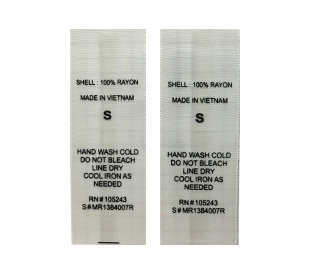 SHELL : 100% RAYON
MADE IN VIETNAM
S
HAND WASH COLD
DO NOT BLEACH
LINE DRY
COOL IRON AS
NEEDED
RN # 105243
S # MR1384007R
SHELL : 100% RAYON
MADE IN VIETNAM
S
HAND WASH COLD
DO NOT BLEACH
LINE DRY
COOL IRON AS
NEEDED
RN # 105243
S # MR1384007R